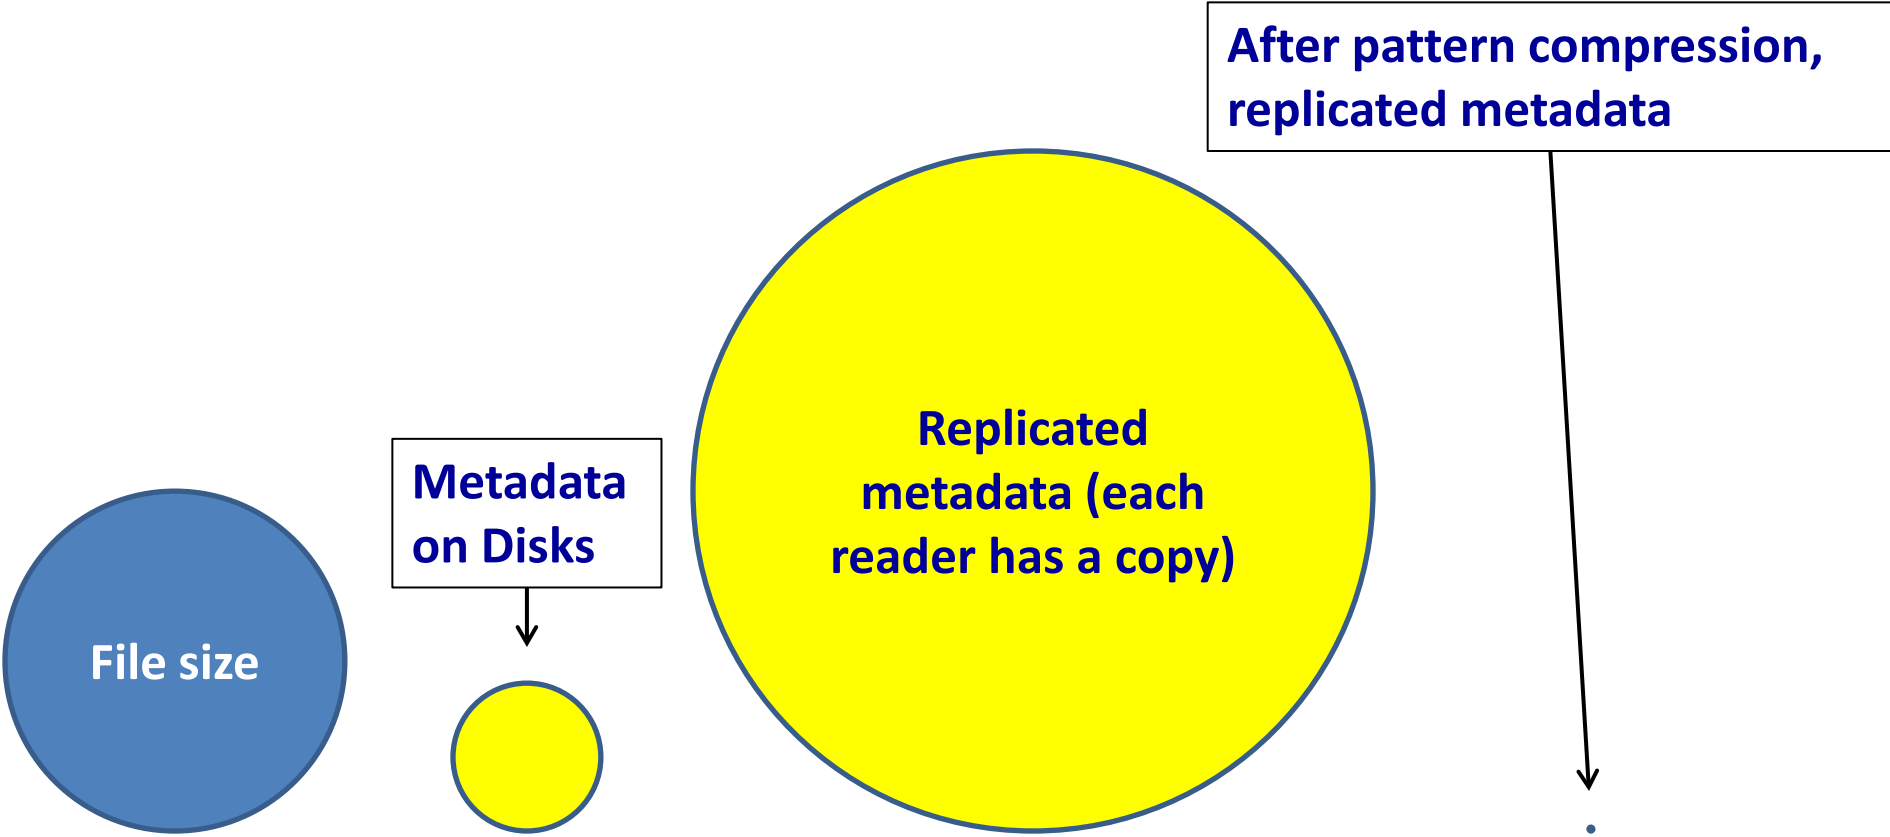 After pattern compression,
replicated metadata
Replicated
metadata (each
reader has a copy)
Metadata
on Disks
File size